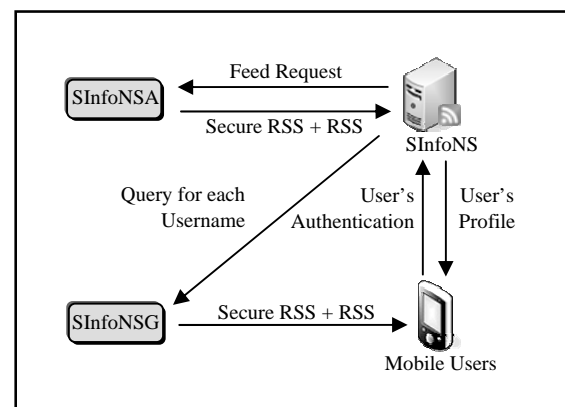 Feed Request
SInfoNSA
Secure RSS + RSS
SInfoNS
Query for each
Username
User's
Authentication
User's
Profile
SInfoNSG
Secure RSS + RSS
Mobile Users